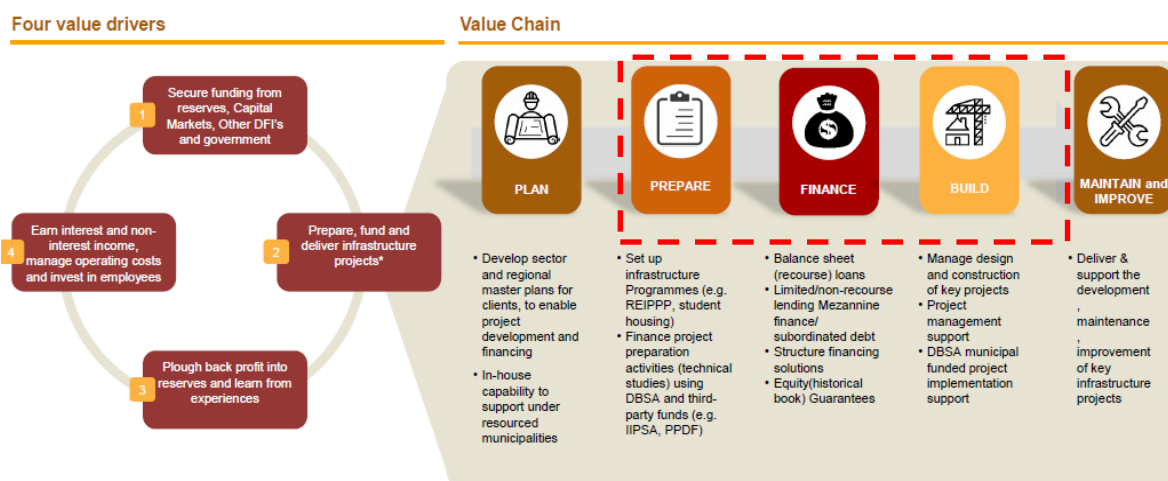 Four value drivers
Value Chain
1
Secure funding from
reserves, Capital
Markets, Other DFI's
and government
4
Earn interest and non-
interest income,
manage operating costs
and invest in employees
2
Prepare, fund and
deliver infrastructure
projects*
3
Plough back profit into
reserves and learn from
experiences
PLAN
• Develop sector
and regional
master plans for
clients, to enable
project
development and
financing
• In-house
capability to
support under
resourced
municipalities
PREPARE
• Set up
infrastructure
Programmes (e.g.
REIPPP, student
housing)
• Finance project
preparation
activities (technical
studies) using
DBSA and third-
party funds (e.g.
IIPSA, PPDF)
$
FINANCE
• Balance sheet
(recourse) loans
• Limited/non-recourse
lending Mezannine
finance/
subordinated debt
• Structure financing
solutions
• Equity(historical
book) Guarantees
BUILD
• Manage design
and construction
of key projects
• Project
management
support
• DBSA municipal
funded project
implementation
support
MAINTAIN and
IMPROVE
• Deliver &
support the
development
,
maintenance
,
improvement
of key
infrastructure
projects